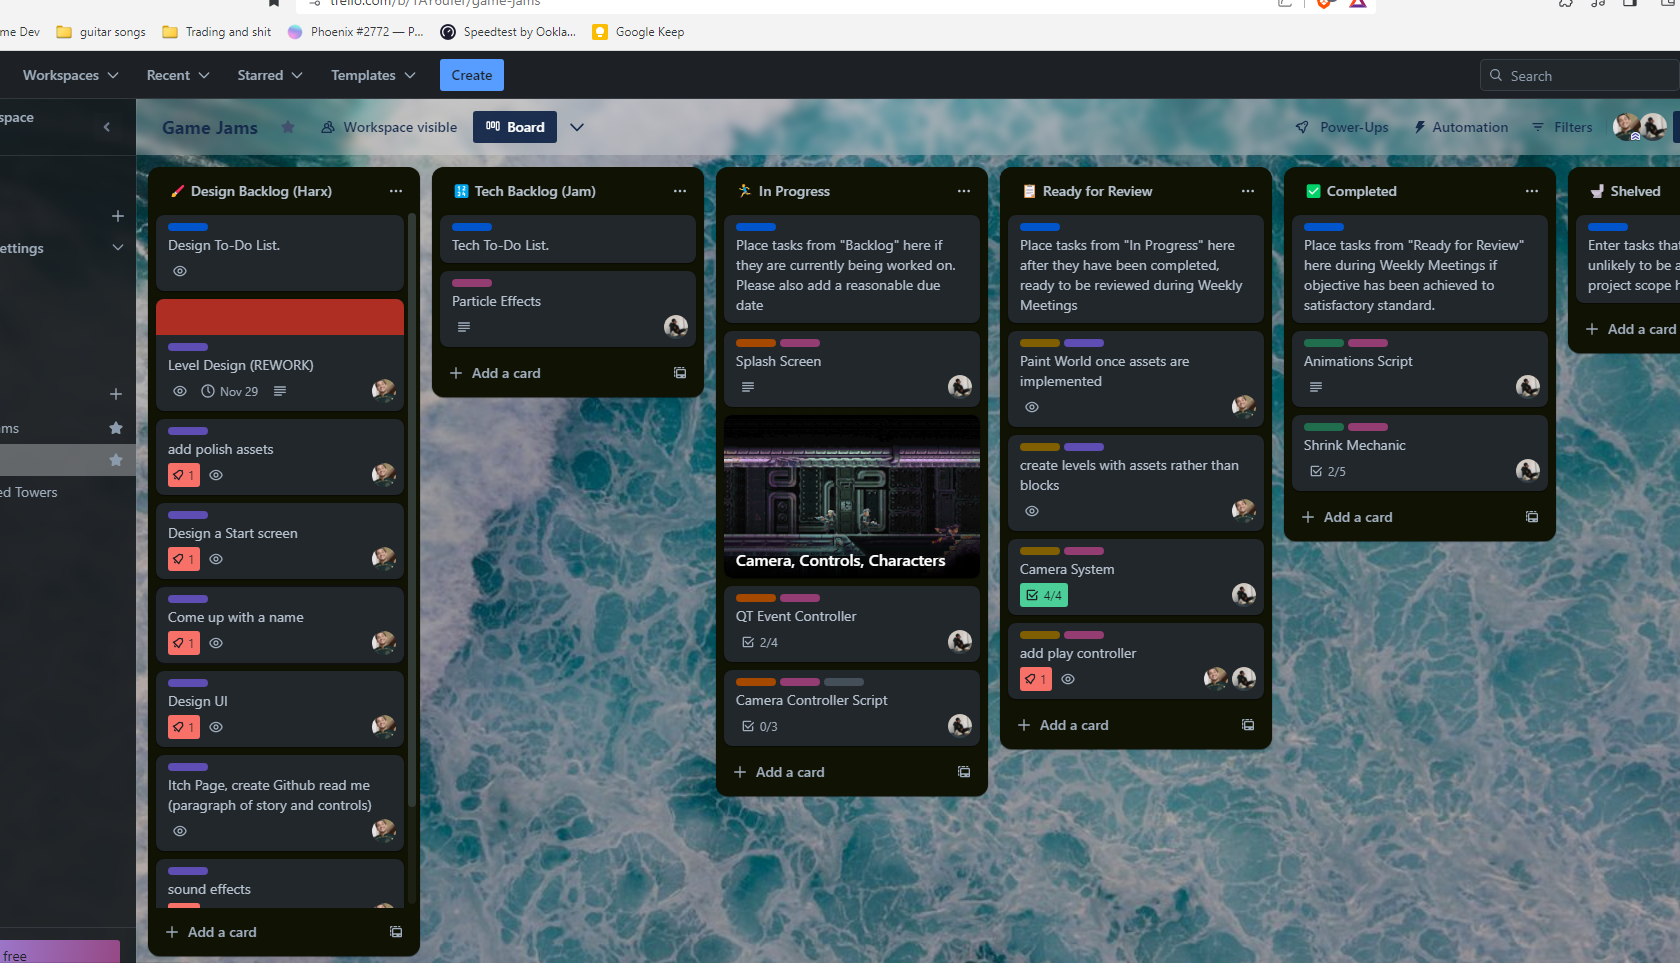 trello.com/b/
/game-jams
me Dev
guitar songs
Trading and shit
Phoenix #2772 — P...
Speedtest by Ookla...
Google Keep
Workspaces
Recent
Starred
Templates
Create
Search
space
Game Jams
Workspace visible
Board
Power-Ups
Automation
Filters
ettings
ms
ed Towers
free
Design Backlog (Harx)
Design To-Do List.
Level Design (REWORK)
Nov 29
add polish assets
1
Design a Start screen
1
Come up with a name
1
Design UI
1
Itch Page, create Github read me
(paragraph of story and controls)
sound effects
Add a card
Tech Backlog (Jam)
Tech To-Do List.
Particle Effects
Add a card
In Progress
Place tasks from "Backlog" here if
they are currently being worked on.
Please also add a reasonable due
date
Splash Screen
Camera, Controls, Characters
QT Event Controller
2/4
Camera Controller Script
0/3
Add a card
Ready for Review
Place tasks from "In Progress" here
after they have been completed,
ready to be reviewed during Weekly
Meetings
Paint World once assets are
implemented
create levels with assets rather than
blocks
Camera System
4/4
add play controller
1
Add a card
Completed
Place tasks from "Ready for Review"
here during Weekly Meetings if
objective has been achieved to
satisfactory standard.
Animations Script
Shrink Mechanic
2/5
Add a card
Shelved
Enter tasks that
unlikely to be a
project scope h
Add a card